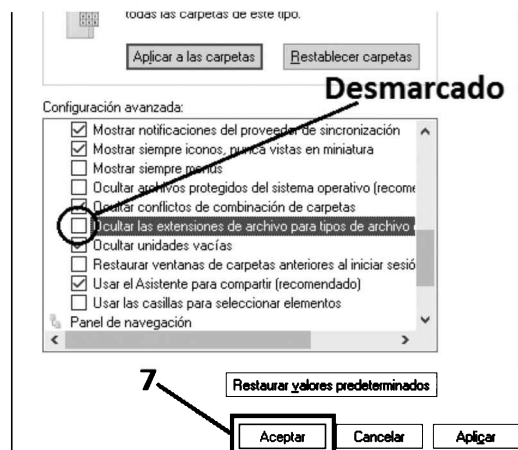 todas las carpetas de este tipo.
Aplicar a las carpetas
Restablecer carpetas
Desmarcado
Configuración avanzada:
Mostrar notificaciones del proveedor de sincronización
Mostrar siempre iconos, nunca vistas en miniatura
Mostrar siempre menús
Ocultar archivos protegidos del sistema operativo (recome
Ocultar conflictos de combinación de carpetas
Ocultar las extensiones de archivo para tipos de archivo
Ocultar unidades vacías
Restaurar ventanas de carpetas anteriores al iniciar sesió
Usar el Asistente para compartir (recomendado)
Usar las casillas para seleccionar elementos
Panel de navegación
7
Restaurar valores predeterminados
Aceptar
Cancelar
Aplicar